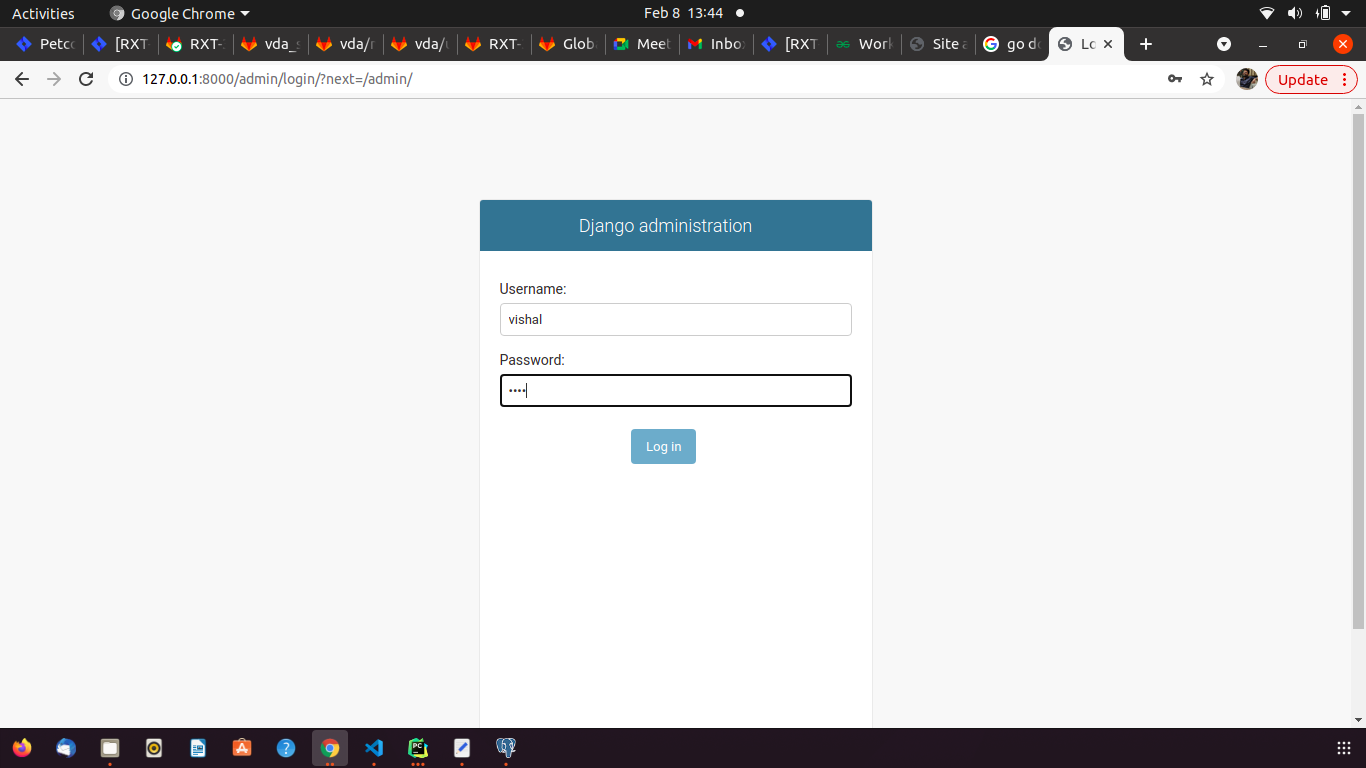 Activities
Google Chrome
Feb 8 13:44
Petco
[RXT-
RXT-
vda_s
vda/r
vda/u
RXT-
Globa
Meet
Inbox
[RXT
Work
Site a
go do
Lo
127.0.0.1:8000/admin/login/?next=/admin/
Update
Django administration
Username:
vishal
Password:
••••
Log in